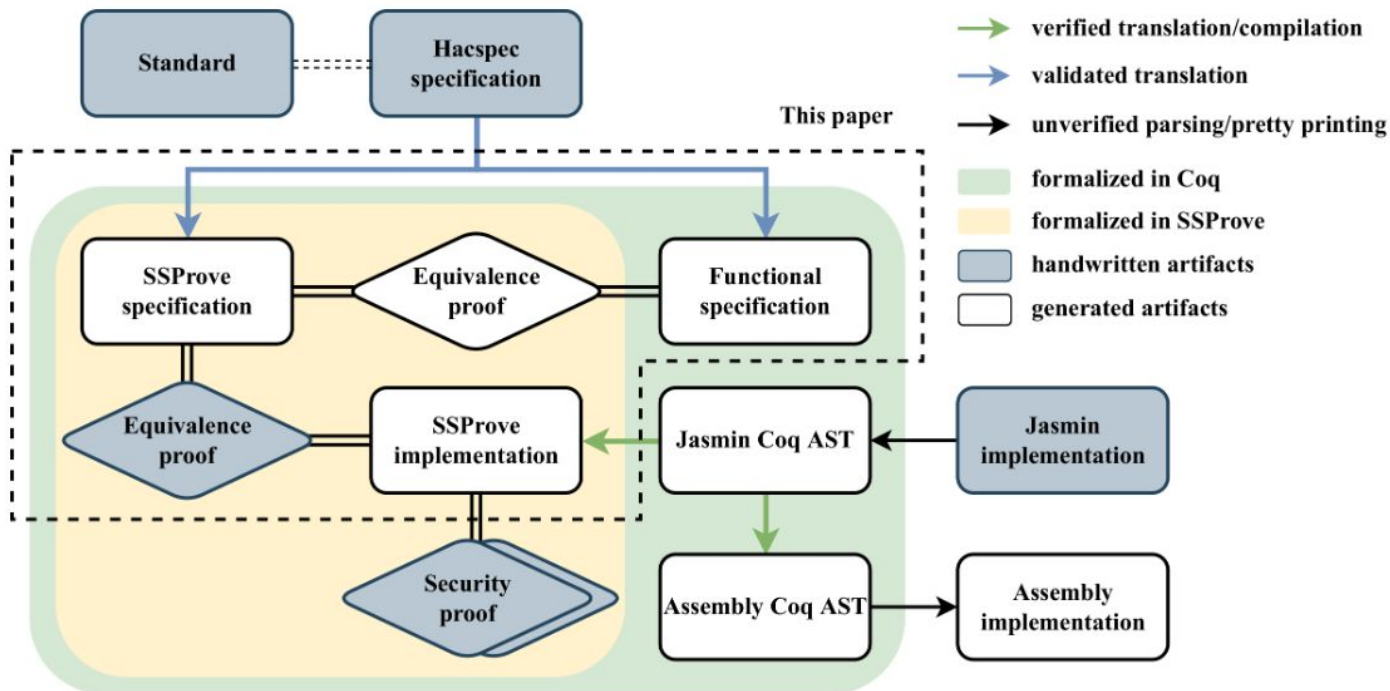 Standard
Hacspec
specification
verified translation/compilation
validated translation
unverified parsing/pretty printing
formalized in Coq
formalized in SSProve
handwritten artifacts
generated artifacts
This paper
SSProve
specification
Equivalence
proof
Functional
specification
Equivalence
proof
SSProve
implementation
Jasmin Coq AST
Jasmin
implementation
Security
proof
Assembly Coq AST
Assembly
implementation